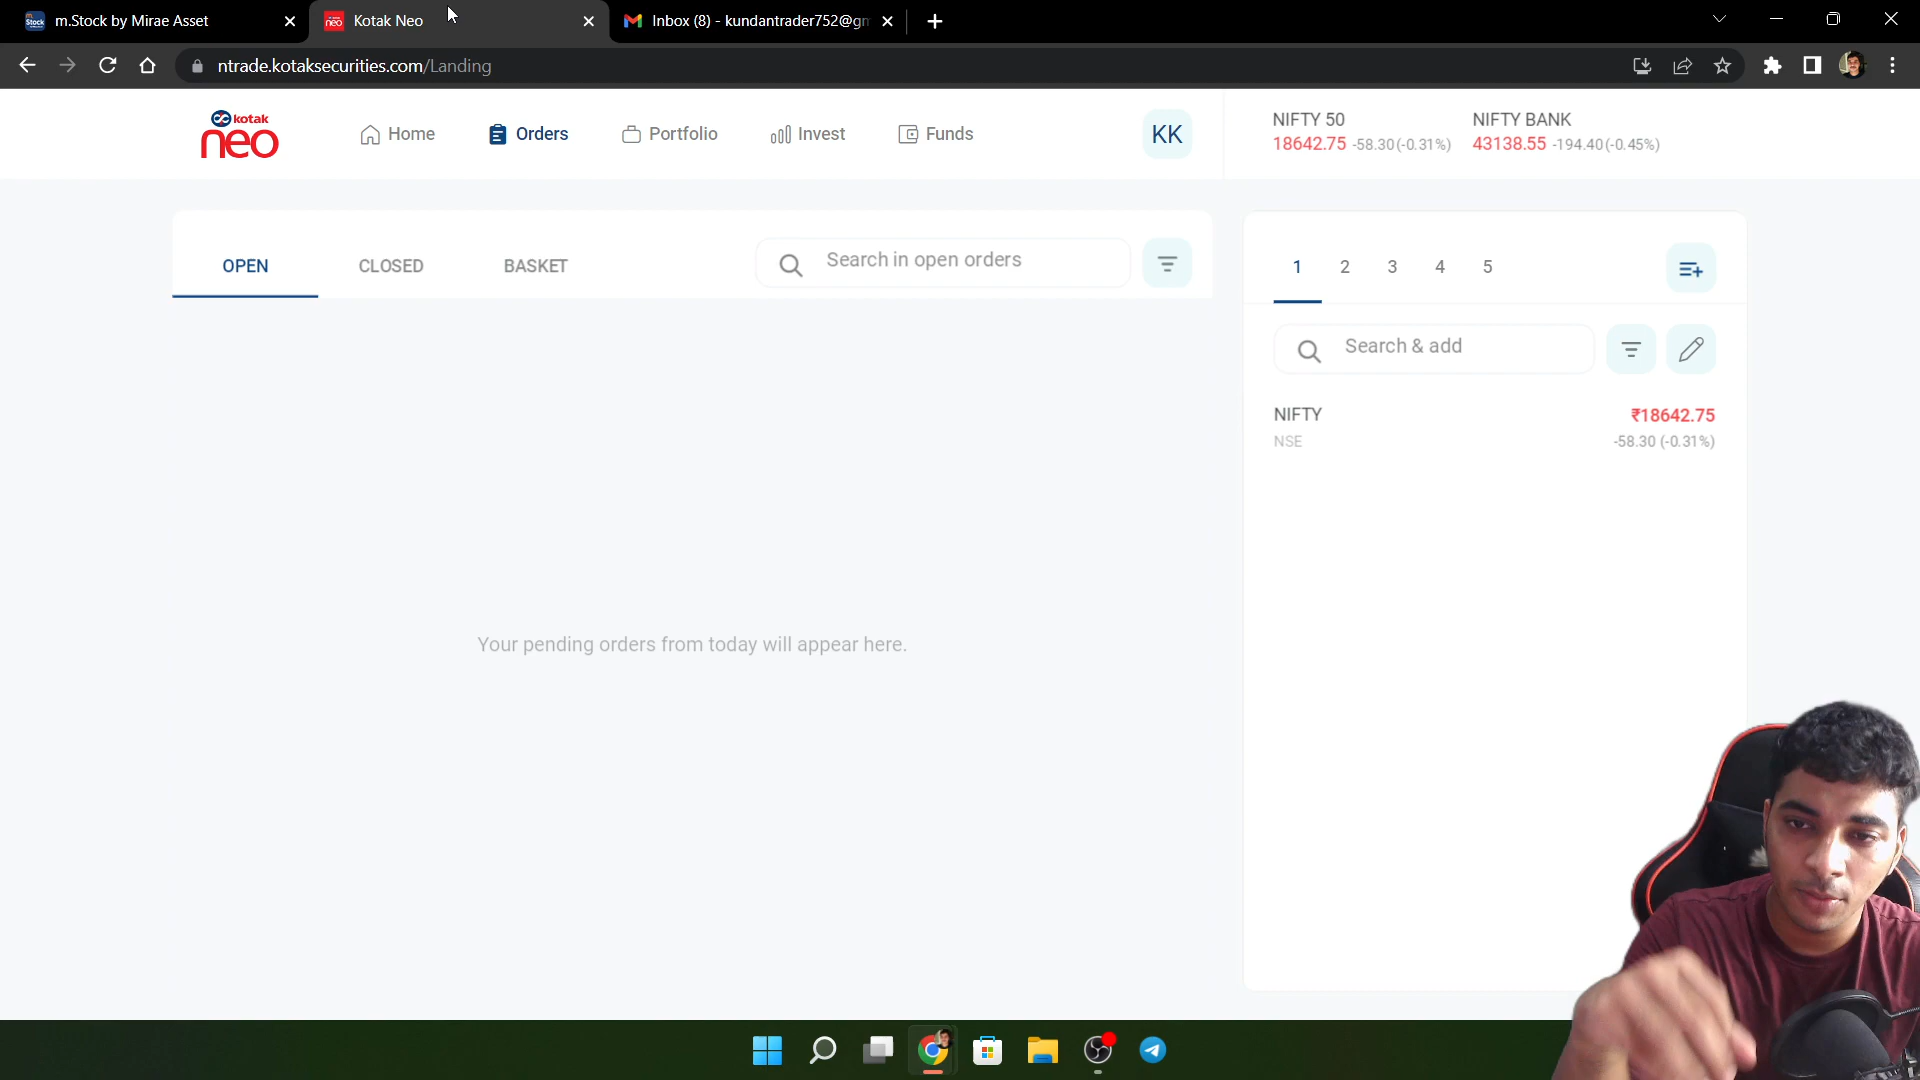 m.Stock by Mirae Asset
Kotak Neo
Inbox (8) - kundantrader752@gm
ntrade.kotaksecurities.com/Landing
kotak
neo
Home
Orders
Portfolio
Invest
Funds
KK
NIFTY 50
18642.75 -58.30(-0.31%)
NIFTY BANK
43138.55 -194.40(-0.45%)
OPEN
CLOSED
BASKET
Search in open orders
1 2 3 4 5
Search & add
NIFTY
₹18642.75
NSE
-58.30 (-0.31%)
Your pending orders from today will appear here.